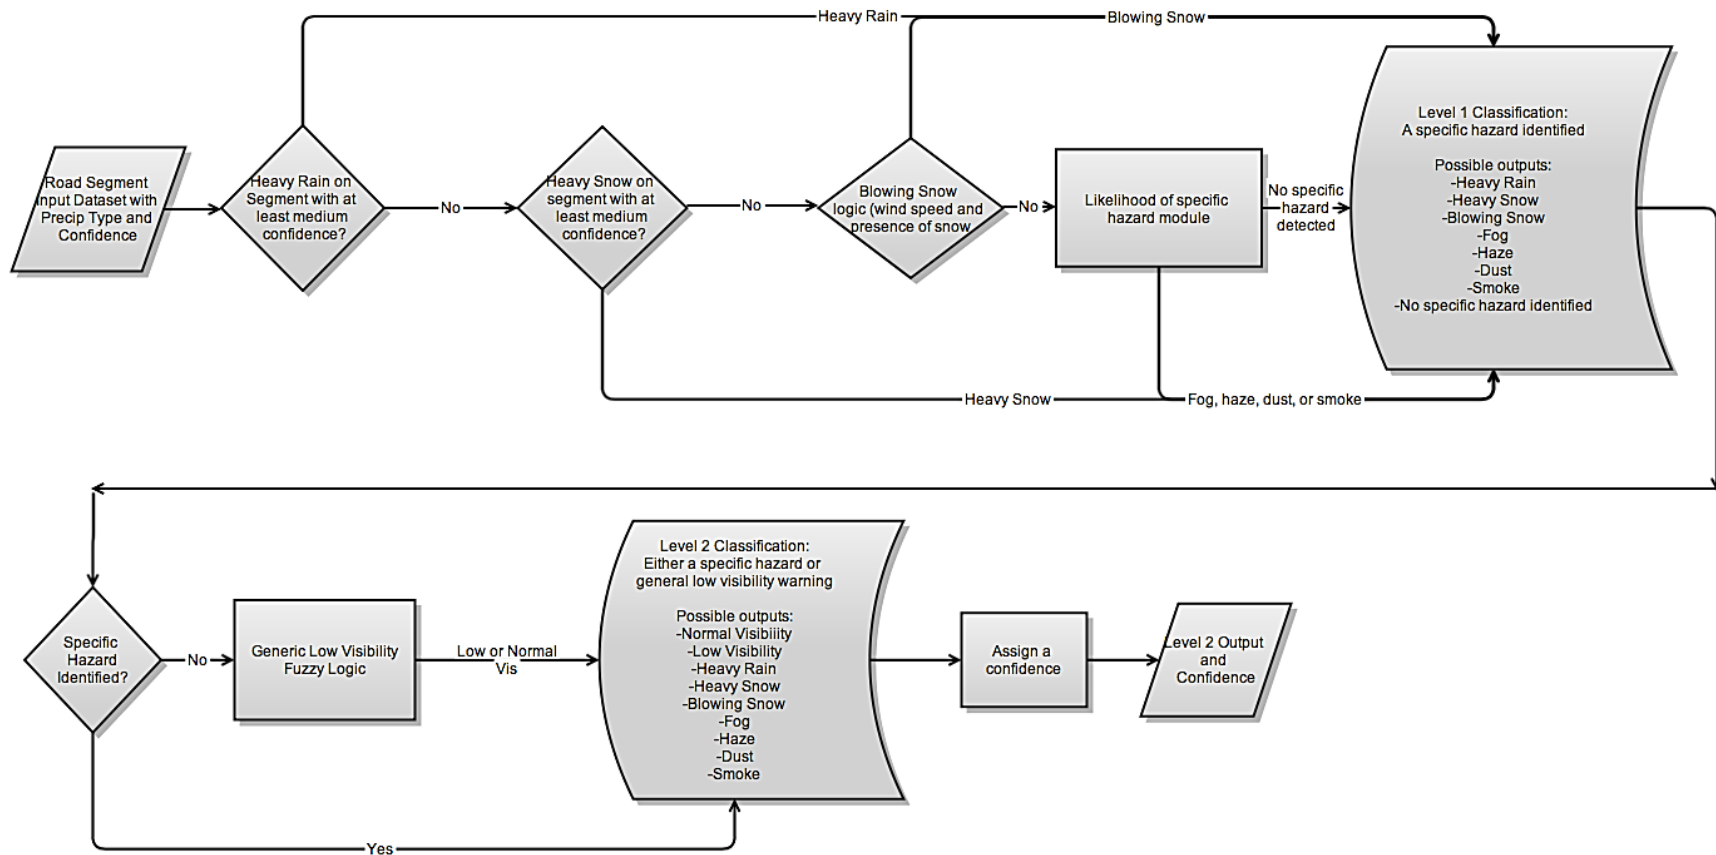 Heavy Rain
Blowing Snow
Road Segment
Input Dataset with
Precip Type and
Confidence
Heavy Rain on
Segment with at
least medium
confidence?
No
Heavy Snow on
segment with at
least medium
confidence?
No
Blowing Snow
logic (wind speed and
presence of snow
No
Likelihood of specific
hazard module
No specific
hazard
detected
Level 1 Classification:
A specific hazard identified
Possible outputs:
-Heavy Rain
-Heavy Snow
-Blowing Snow
-Fog
-Haze
-Dust
-Smoke
-No specific hazard identified
Heavy Snow
Fog, haze, dust, or smoke
Specific
Hazard
Identified?
No
Generic Low Visibility
Fuzzy Logic
Low or Normal
Vis
Level 2 Classification:
Either a specific hazard or
general low visibility warning
Possible outputs:
-Normal Visibility
-Low Visibility
-Heavy Rain
-Heavy Snow
-Blowing Snow
-Fog
-Haze
-Dust
-Smoke
Assign a
confidence
Level 2 Output
and
Confidence
Yes